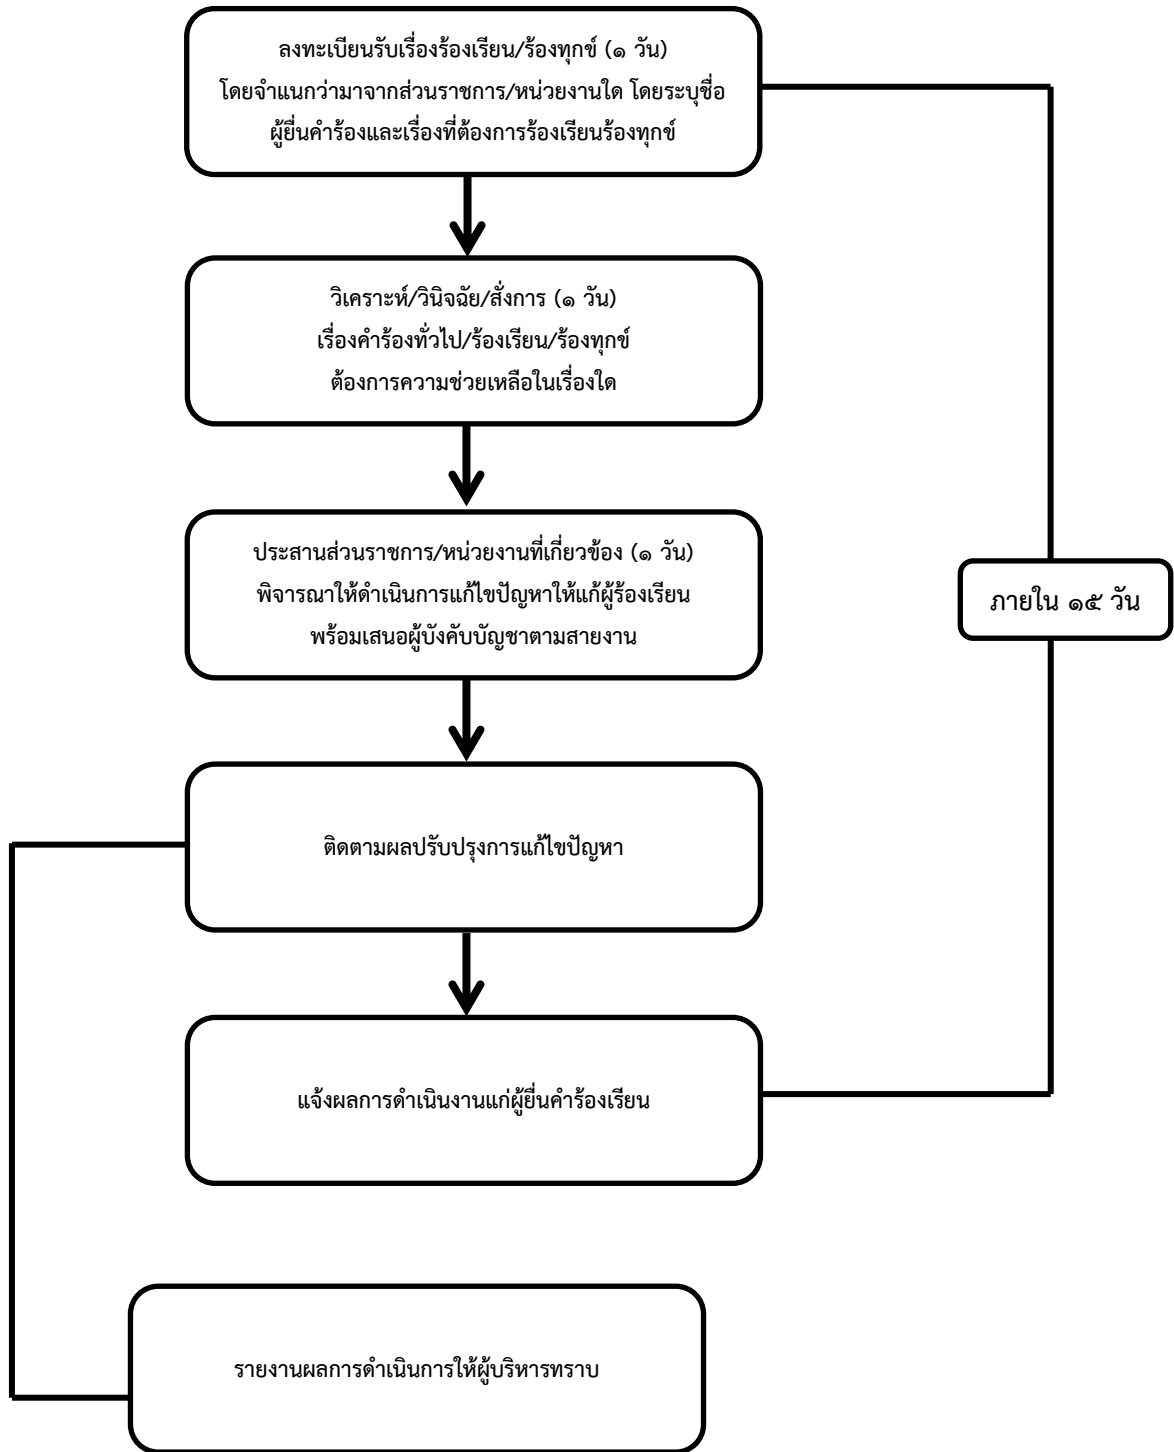 ลงทะเบียนรับเรื่องร้องเรียน/ร้องทุกข์ (๑ วัน)
โดยจำแนกว่ามาจากส่วนราชการ/หน่วยงานใด โดยระบุชื่อ
ผู้ยื่นคำร้องและเรื่องที่ต้องการร้องเรียนร้องทุกข์
วิเคราะห์/วินิจฉัย/สั่งการ (๑ วัน)
เรื่องคำร้องทั่วไป/ร้องเรียน/ร้องทุกข์
ต้องการความช่วยเหลือในเรื่องใด
ประสานส่วนราชการ/หน่วยงานที่เกี่ยวข้อง (๑ วัน)
พิจารณาให้ดำเนินการแก้ไขปัญหาให้แก้ผู้ร้องเรียน
พร้อมเสนอผู้บังคับบัญชาตามสายงาน
ภายใน ๑๕ วัน
ติดตามผลปรับปรุงการแก้ไขปัญหา
แจ้งผลการดำเนินงานแก่ผู้ยื่นคำร้องเรียน
รายงานผลการดำเนินการให้ผู้บริหารทราบ